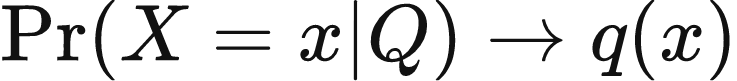 Pr(X = x|Q) → q(x)